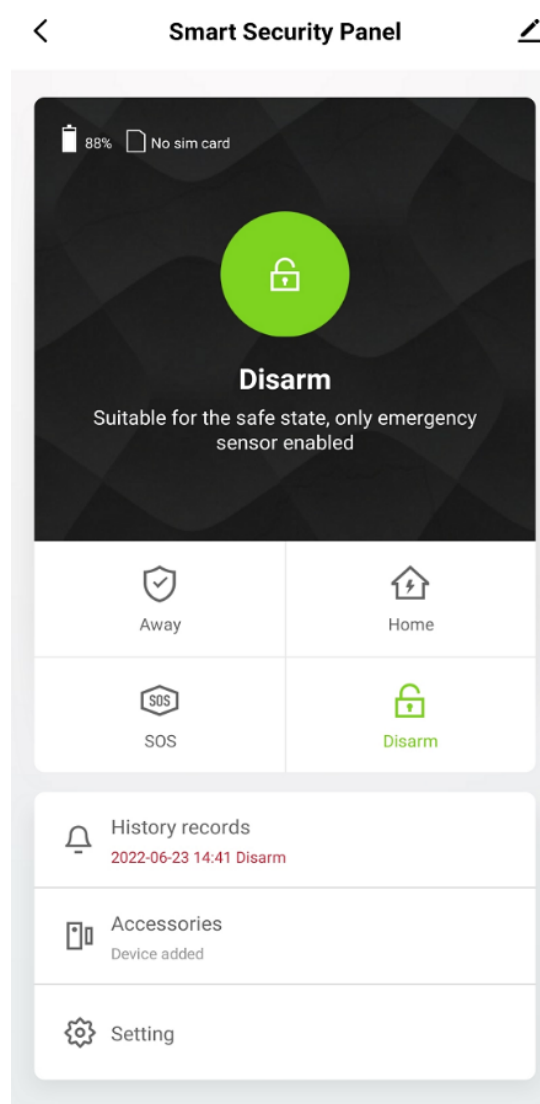 Smart Security Panel
88% No sim card
Disarm
Suitable for the safe state, only emergency
sensor enabled
Away
Home
SOS
SOS
Disarm
History records
2022-06-23 14:41 Disarm
Accessories
Device added
Setting